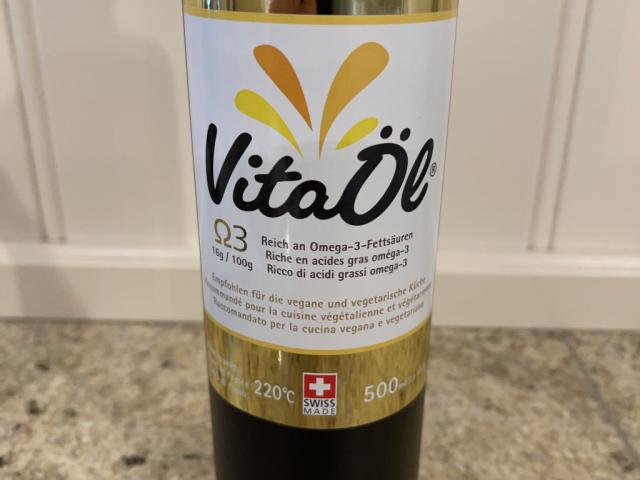 VitaÖl®
Ω3
16g / 100g
Reich an Omega-3-Fettsäuren
Riche en acides gras oméga-3
Ricco di acidi grassi omega-3
Empfohlen für die vegane und vegetarische Küche
Recommandé pour la cuisine végétalienne et végétarienne
Raccomandato per la cucina vegana e vegetariana
220°C
SWISS
MADE
500ml